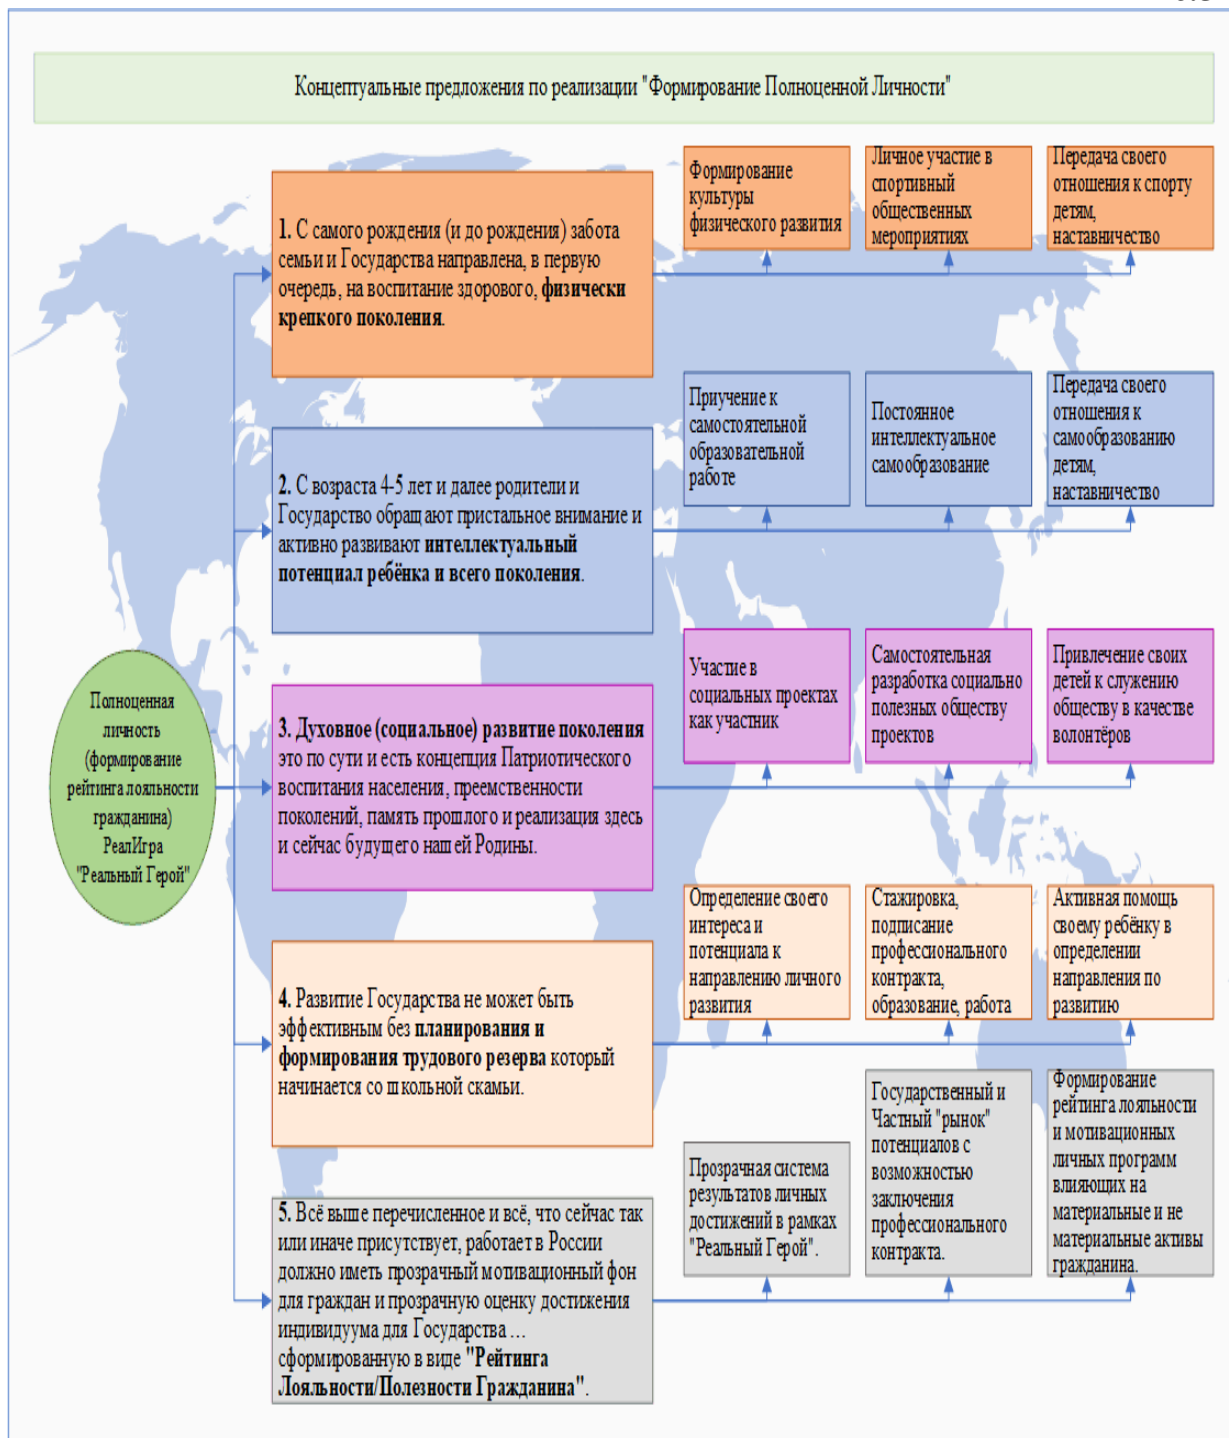 Концептуальные предложения по реализации "Формирование Полноценной Личности"
Полноценная
личность
(формирование
рейтинга лояльности
гражданина)
РеалИгра
"Реальный Герой"
1. С самого рождения (и до рождения) забота
семьи и Государства направлена, в первую
очередь, на воспитание здорового, физически
крепкого поколения.
Формирование
культуры
физического развития
Личное участие в
спортивный
общественных
мероприятиях
Передача своего
отношения к спорту
детям,
наставничество
2. С возраста 4-5 лет и далее родители и
Государство обращают пристальное внимание и
активно развивают интеллектуальный
потенциал ребёнка и всего поколения.
Приучение к
самостоятельной
образовательной
работе
Постоянное
интеллектуальное
самообразование
Передача своего
отношения к
самообразованию
детям,
наставничество
3. Духовное (социальное) развитие поколения
это по сути и есть концепция Патриотического
воспитания населения, преемственности
поколений, память прошлого и реализация здесь
и сейчас будущего нашей Родины.
Участие в
социальных проектах
как участник
Самостоятельная
разработка социально
полезных обществу
проектов
Привлечение своих
детей к служению
обществу в качестве
волонтёров
4. Развитие Государства не может быть
эффективным без планирования и
формирования трудового резерва который
начинается со школьной скамьи.
Определение своего
интереса и
потенциала к
направлению личного
развития
Стажировка,
подписание
профессионального
контракта,
образование, работа
Активная помощь
своему ребёнку в
определении
направления по
развитию
5. Всё выше перечисленное и всё, что сейчас так
или иначе присутствует, работает в России
должно иметь прозрачный мотивационный фон
для граждан и прозрачную оценку достижения
индивидуума для Государства …
сформированную в виде "Рейтинга
Лояльности/Полезности Гражданина".
Прозрачная система
результатов личных
достижений в рамках
"Реальный Герой".
Государственный и
Частный "рынок"
потенциалов с
возможностью
заключения
профессионального
контракта.
Формирование
рейтинга лояльности
и мотивационных
личных программ
влияющих на
материальные и не
материальные активы
гражданина.